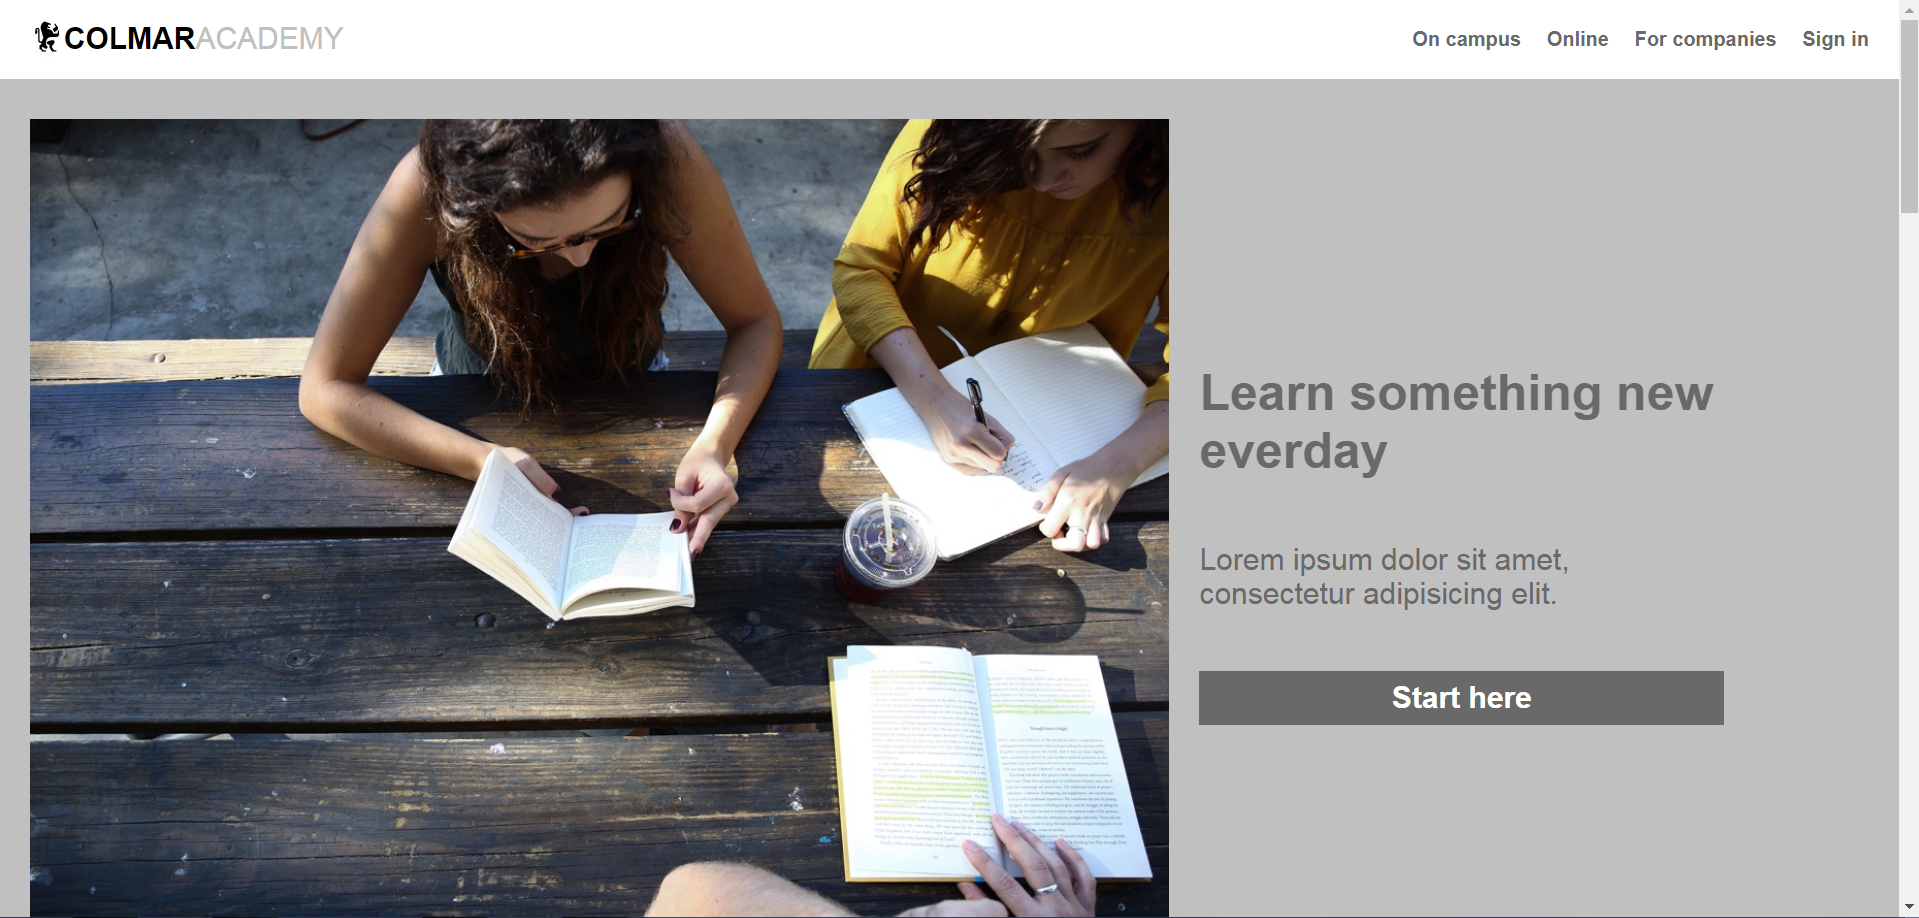 COLMARACADEMY
On campus Online For companies Sign in
Learn something new
everday
Lorem ipsum dolor sit amet,
consectetur adipisicing elit.
Start here